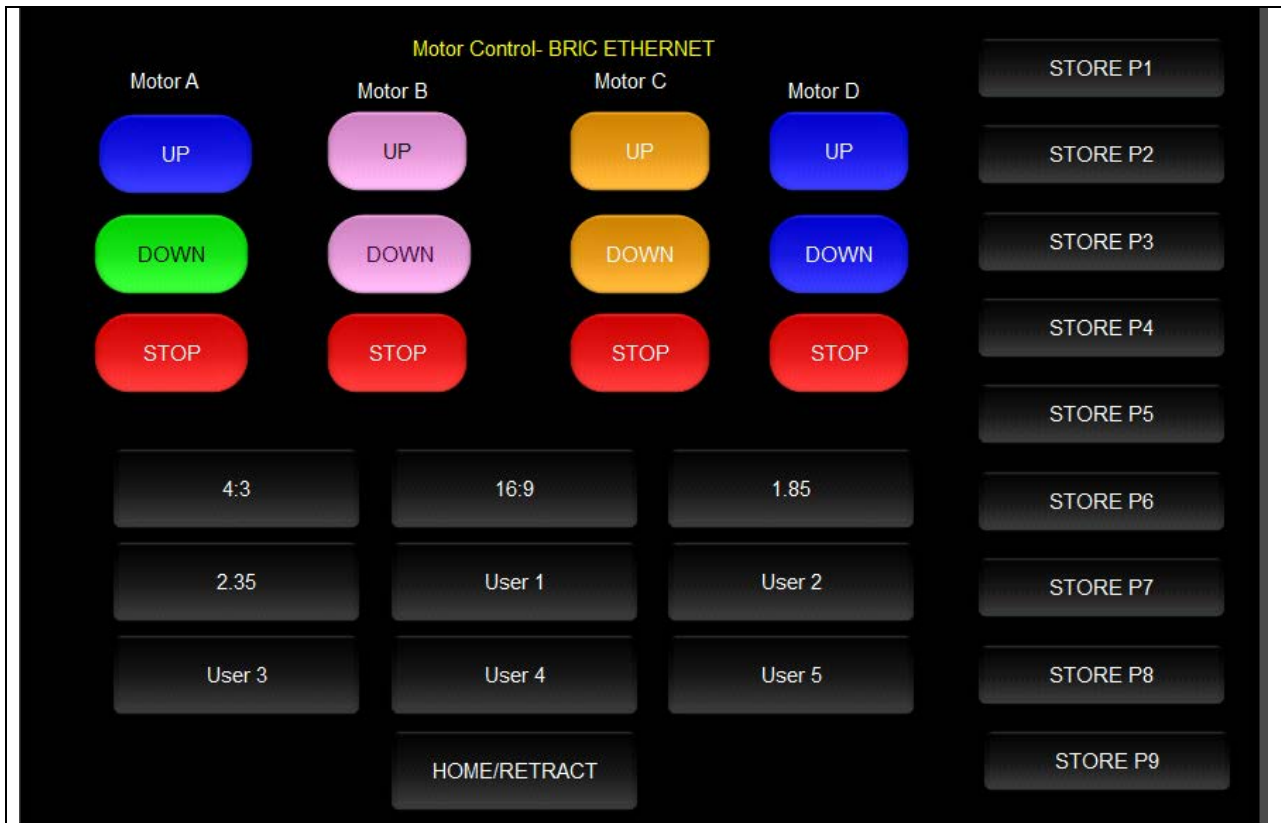 Motor Control- BRIC ETHERNET
Motor A
Motor B
Motor C
Motor D
UP
UP
UP
UP
DOWN
DOWN
DOWN
DOWN
STOP
STOP
STOP
STOP
4:3
16:9
1.85
2.35
User 1
User 2
User 3
User 4
User 5
HOME/RETRACT
STORE P1
STORE P2
STORE P3
STORE P4
STORE P5
STORE P6
STORE P7
STORE P8
STORE P9